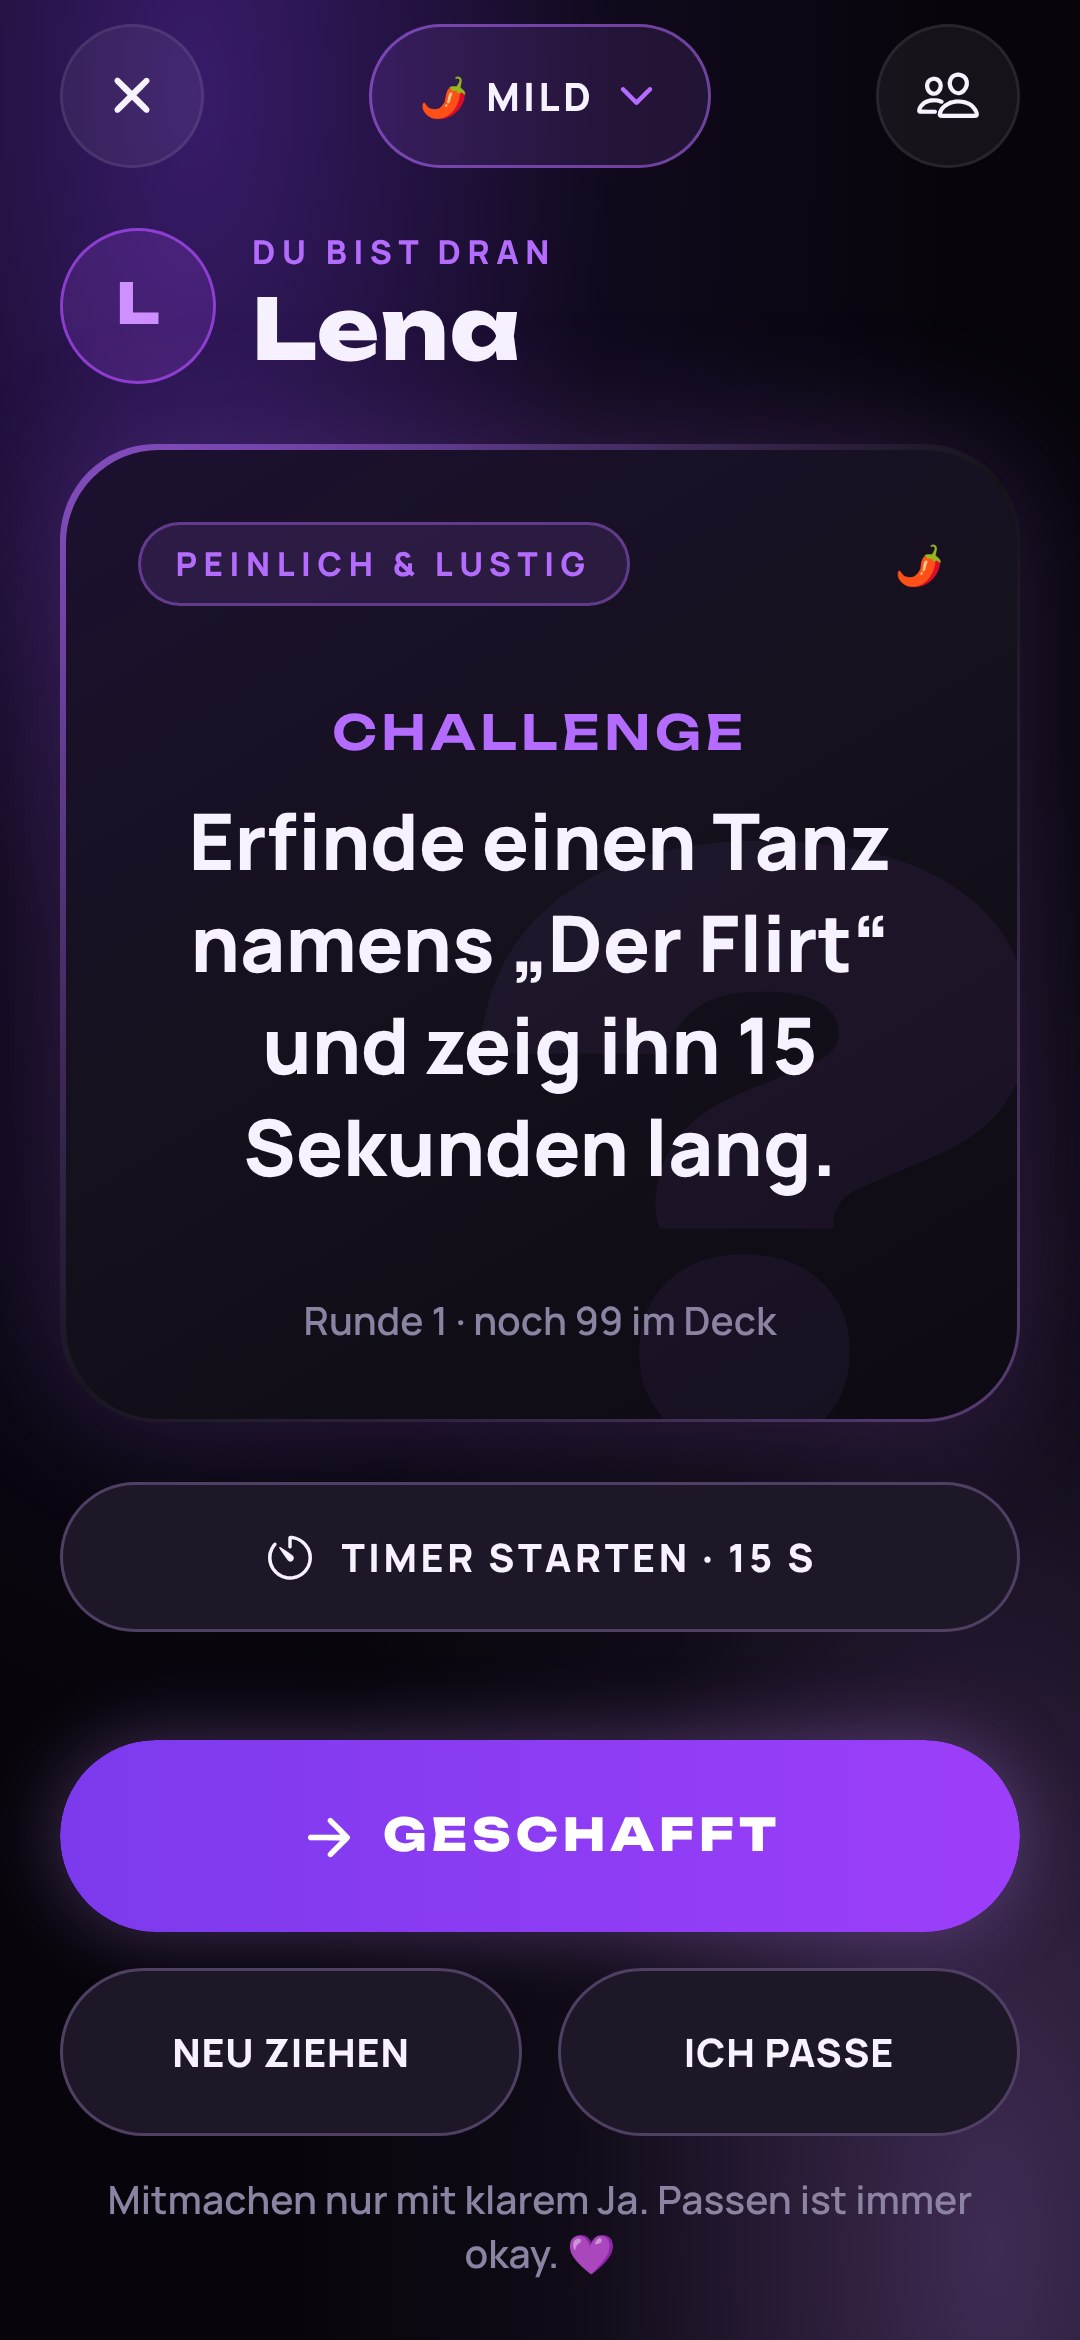 🌶️ MILD
DU BIST DRAN
L
Lena
PEINLICH & LUSTIG 🌶️
CHALLENGE
Erfinde einen Tanz
namens „Der Flirt“
und zeig ihn 15
Sekunden lang.
Runde 1 · noch 99 im Deck
TIMER STARTEN · 15 S
→ GESCHAFFT
NEU ZIEHEN
ICH PASSE
Mitmachen nur mit klarem Ja. Passen ist immer
okay. 💜